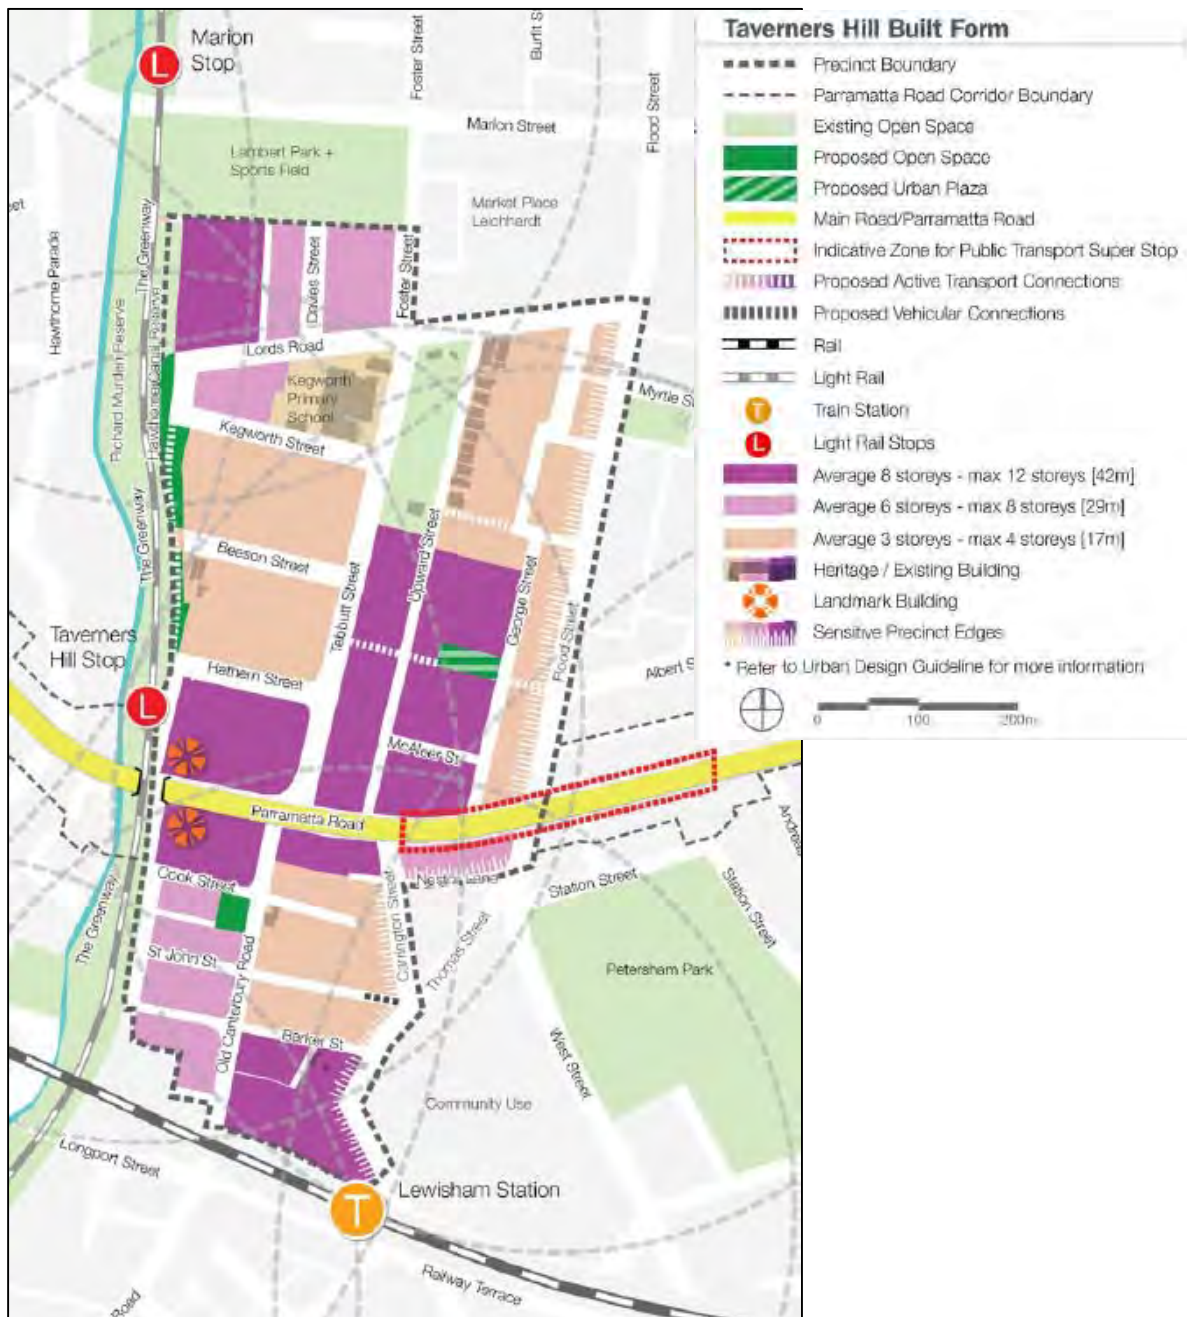 Marion
Stop
Foster Street
Burfit S
Flood Street
Marion Street
Lambert Park +
Sports Field
Market Place
Leichhardt
et
Hawthorne Parade
The Greenway
Davies Street
Foster Street
Richard Murden Reserve
Hawthorne Canal Reserve
Lords Road
Kegworth
Primary
School
Myrtle S
Kegworth Street
The Greenway
Beeson Street
Tebbutt Street
Upward Street
George Street
Flood Street
Taverners
Hill Stop
Hathern Street
Albert S
McAleer St
Parramatta Road
Andreas
Cook Street
Nestor Lane
Station Street
Station Street
Carrington Street
Thomas Street
The Greenway
St John St
Old Canterbury Road
Petersham Park
Barker St
West Street
Community Use
Longport Street
Lewisham Station
Railway Terrace
Road
L
L
T
Taverners Hill Built Form
Precinct Boundary
Parramatta Road Corridor Boundary
Existing Open Space
Proposed Open Space
Proposed Urban Plaza
Main Road/Parramatta Road
Indicative Zone for Public Transport Super Stop
Proposed Active Transport Connections
Proposed Vehicular Connections
Rail
Light Rail
T Train Station
L Light Rail Stops
Average 8 storeys - max 12 storeys [42m]
Average 6 storeys - max 8 storeys [29m]
Average 3 storeys - max 4 storeys [17m]
Heritage / Existing Building
Landmark Building
Sensitive Precinct Edges
* Refer to Urban Design Guideline for more information
0 100 200m